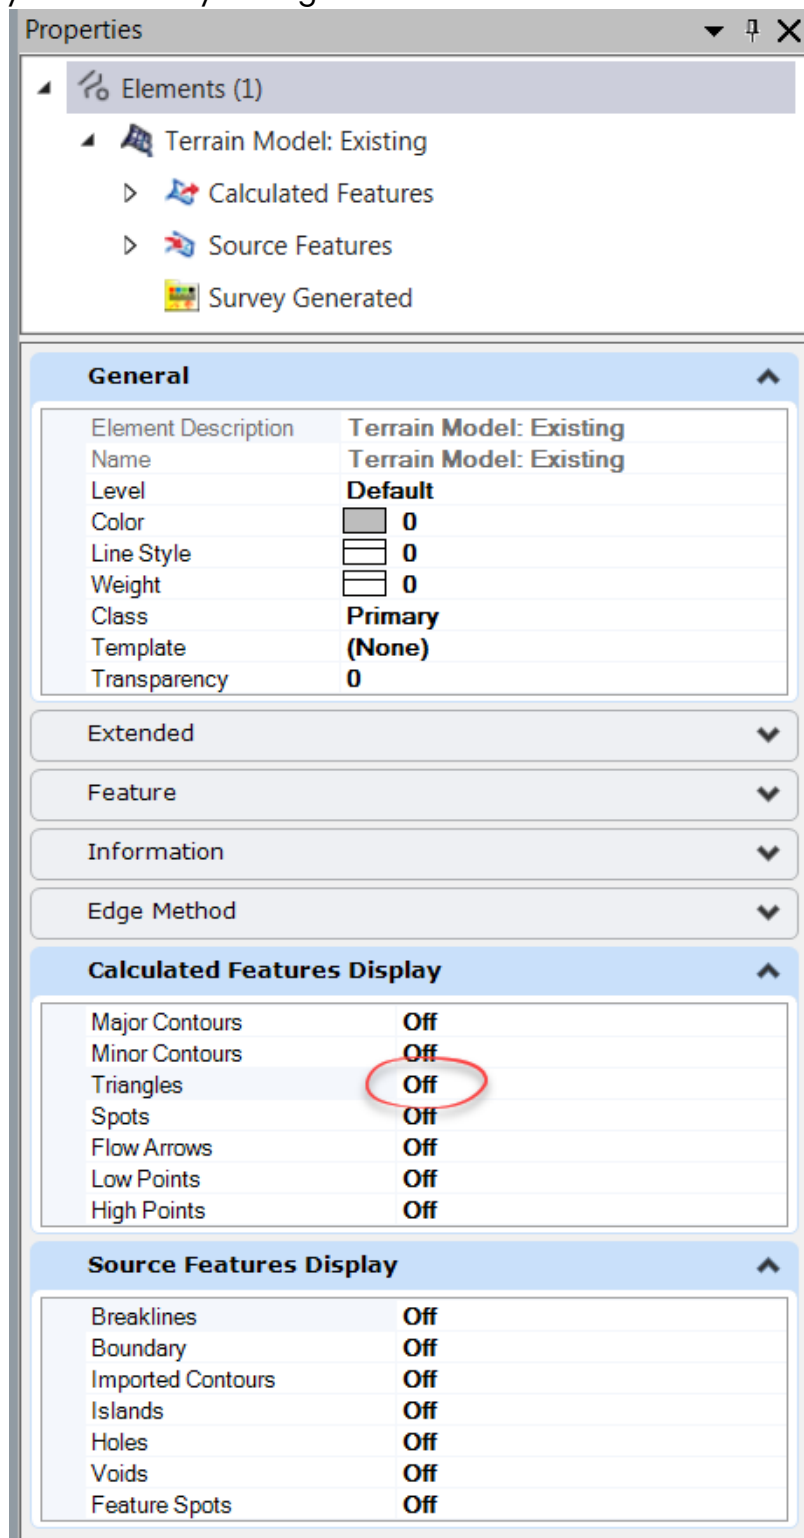 Properties
Elements (1)
Terrain Model: Existing
Calculated Features
Source Features
Survey Generated
General
Element Description Terrain Model: Existing
Name Terrain Model: Existing
Level Default
Color 0
Line Style 0
Weight 0
Class Primary
Template (None)
Transparency 0
Extended
Feature
Information
Edge Method
Calculated Features Display
Major Contours Off
Minor Contours Off
Triangles Off
Spots Off
Flow Arrows Off
Low Points Off
High Points Off
Source Features Display
Breaklines Off
Boundary Off
Imported Contours Off
Islands Off
Holes Off
Voids Off
Feature Spots Off